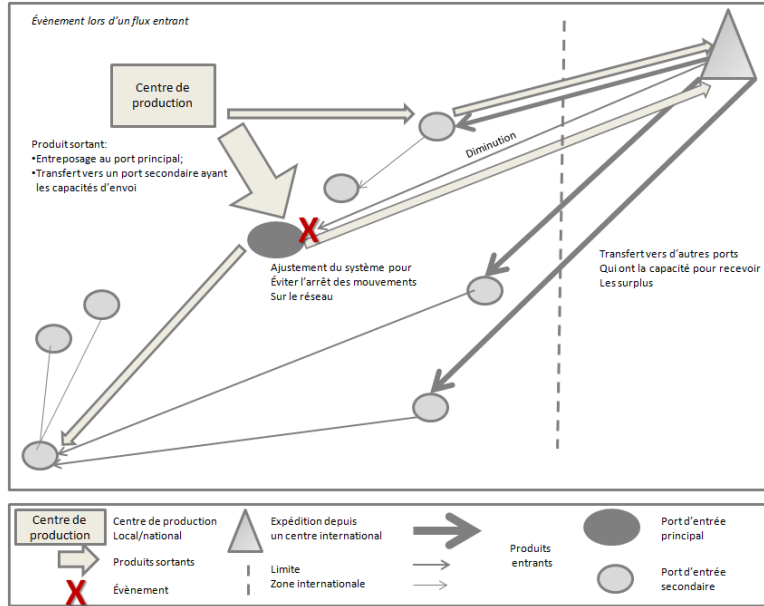 Évènement lors d'un flux entrant
Centre de
production
Produit sortant:
•Entreposage au port principal;
•Transfert vers un port secondaire ayant
les capacités d'envoi
Diminution
X
Ajustement du système pour
Éviter l'arrêt des mouvements
Sur le réseau
Transfert vers d'autres ports
Qui ont la capacité pour recevoir
Les surplus
Centre de
production
Centre de production
Local/national
Produits sortants
X
Évènement
Expédition depuis
un centre international
Limite
Zone internationale
Produits
entrants
Port d'entrée
principal
Port d'entrée
secondaire